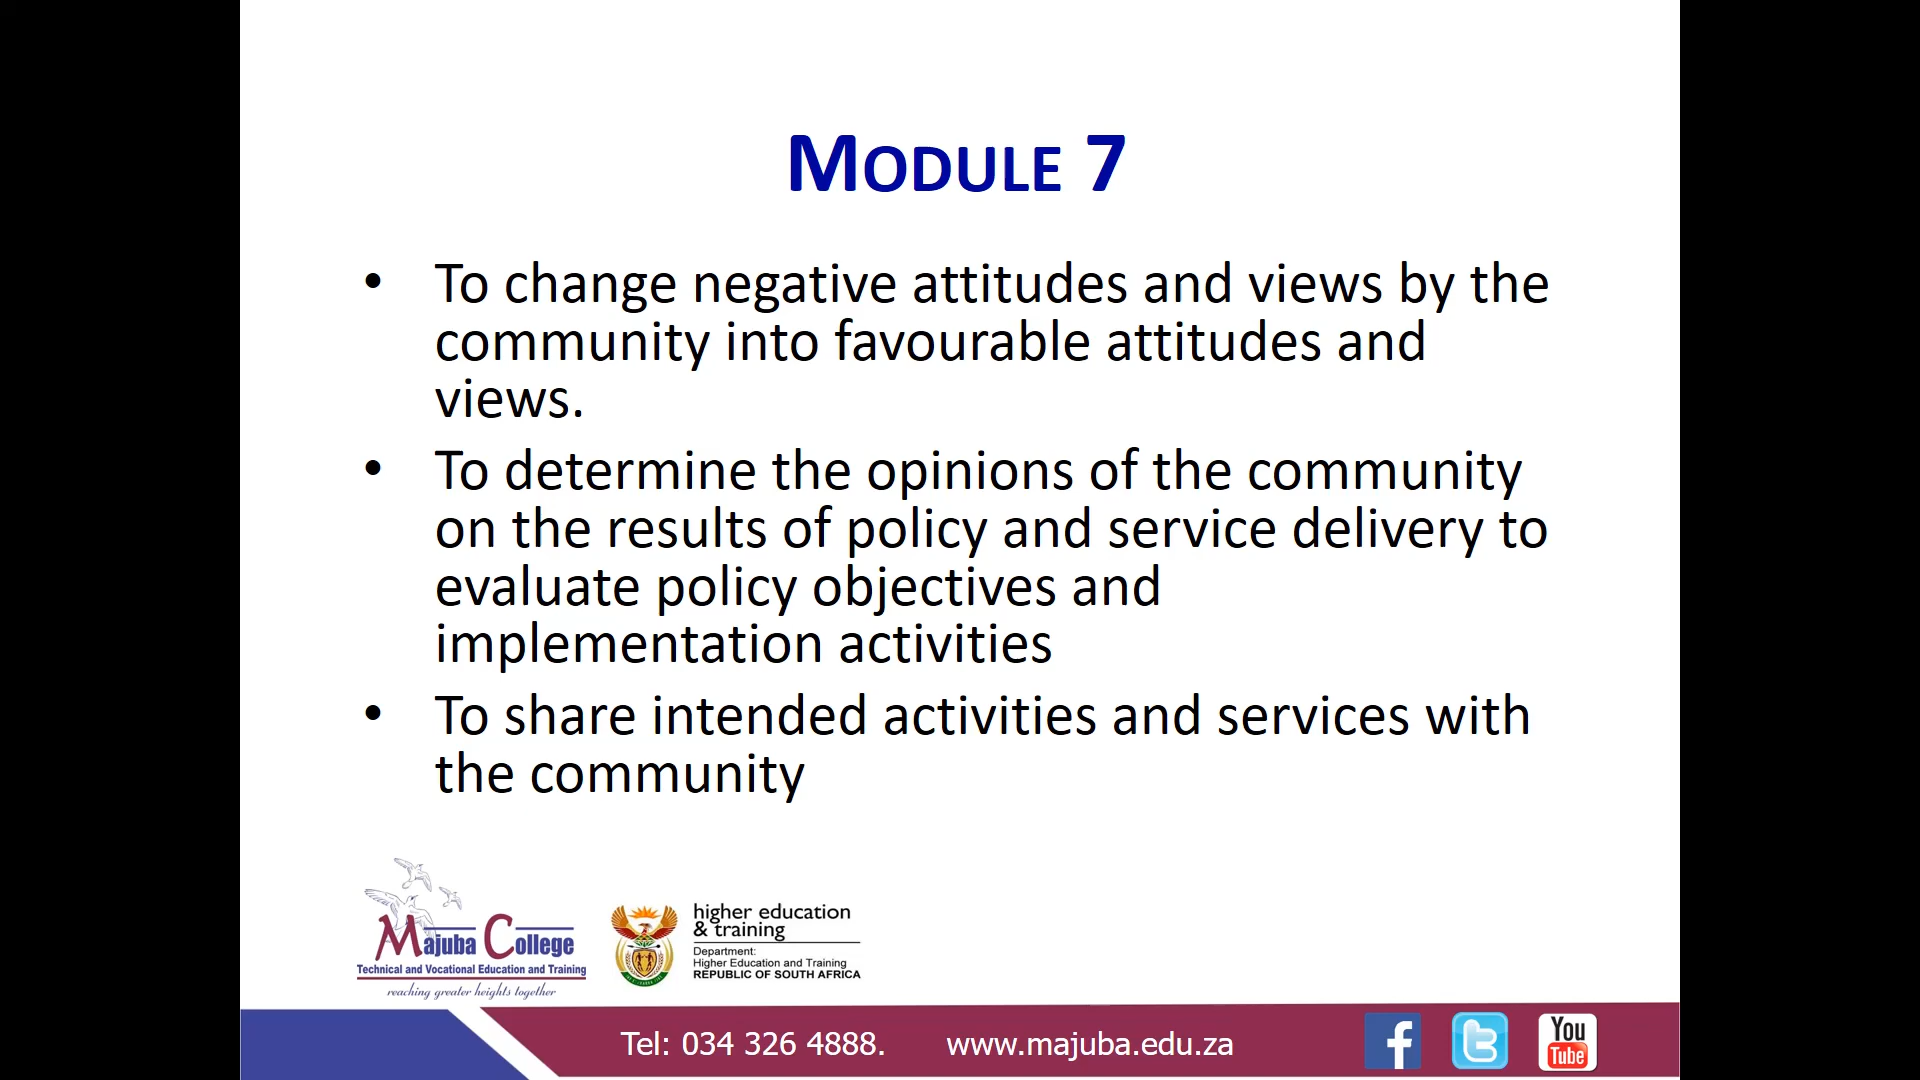 MODULE 7
• To change negative attitudes and views by the
community into favourable attitudes and
views.
• To determine the opinions of the community
on the results of policy and service delivery to
evaluate policy objectives and
implementation activities
• To share intended activities and services with
the community
Majuba College
Technical and Vocational Education and Training
reaching greater heights together
higher education
& training
Department:
Higher Education and Training
REPUBLIC OF SOUTH AFRICA
Tel: 034 326 4888. www.majuba.edu.za
f
t
You
Tube